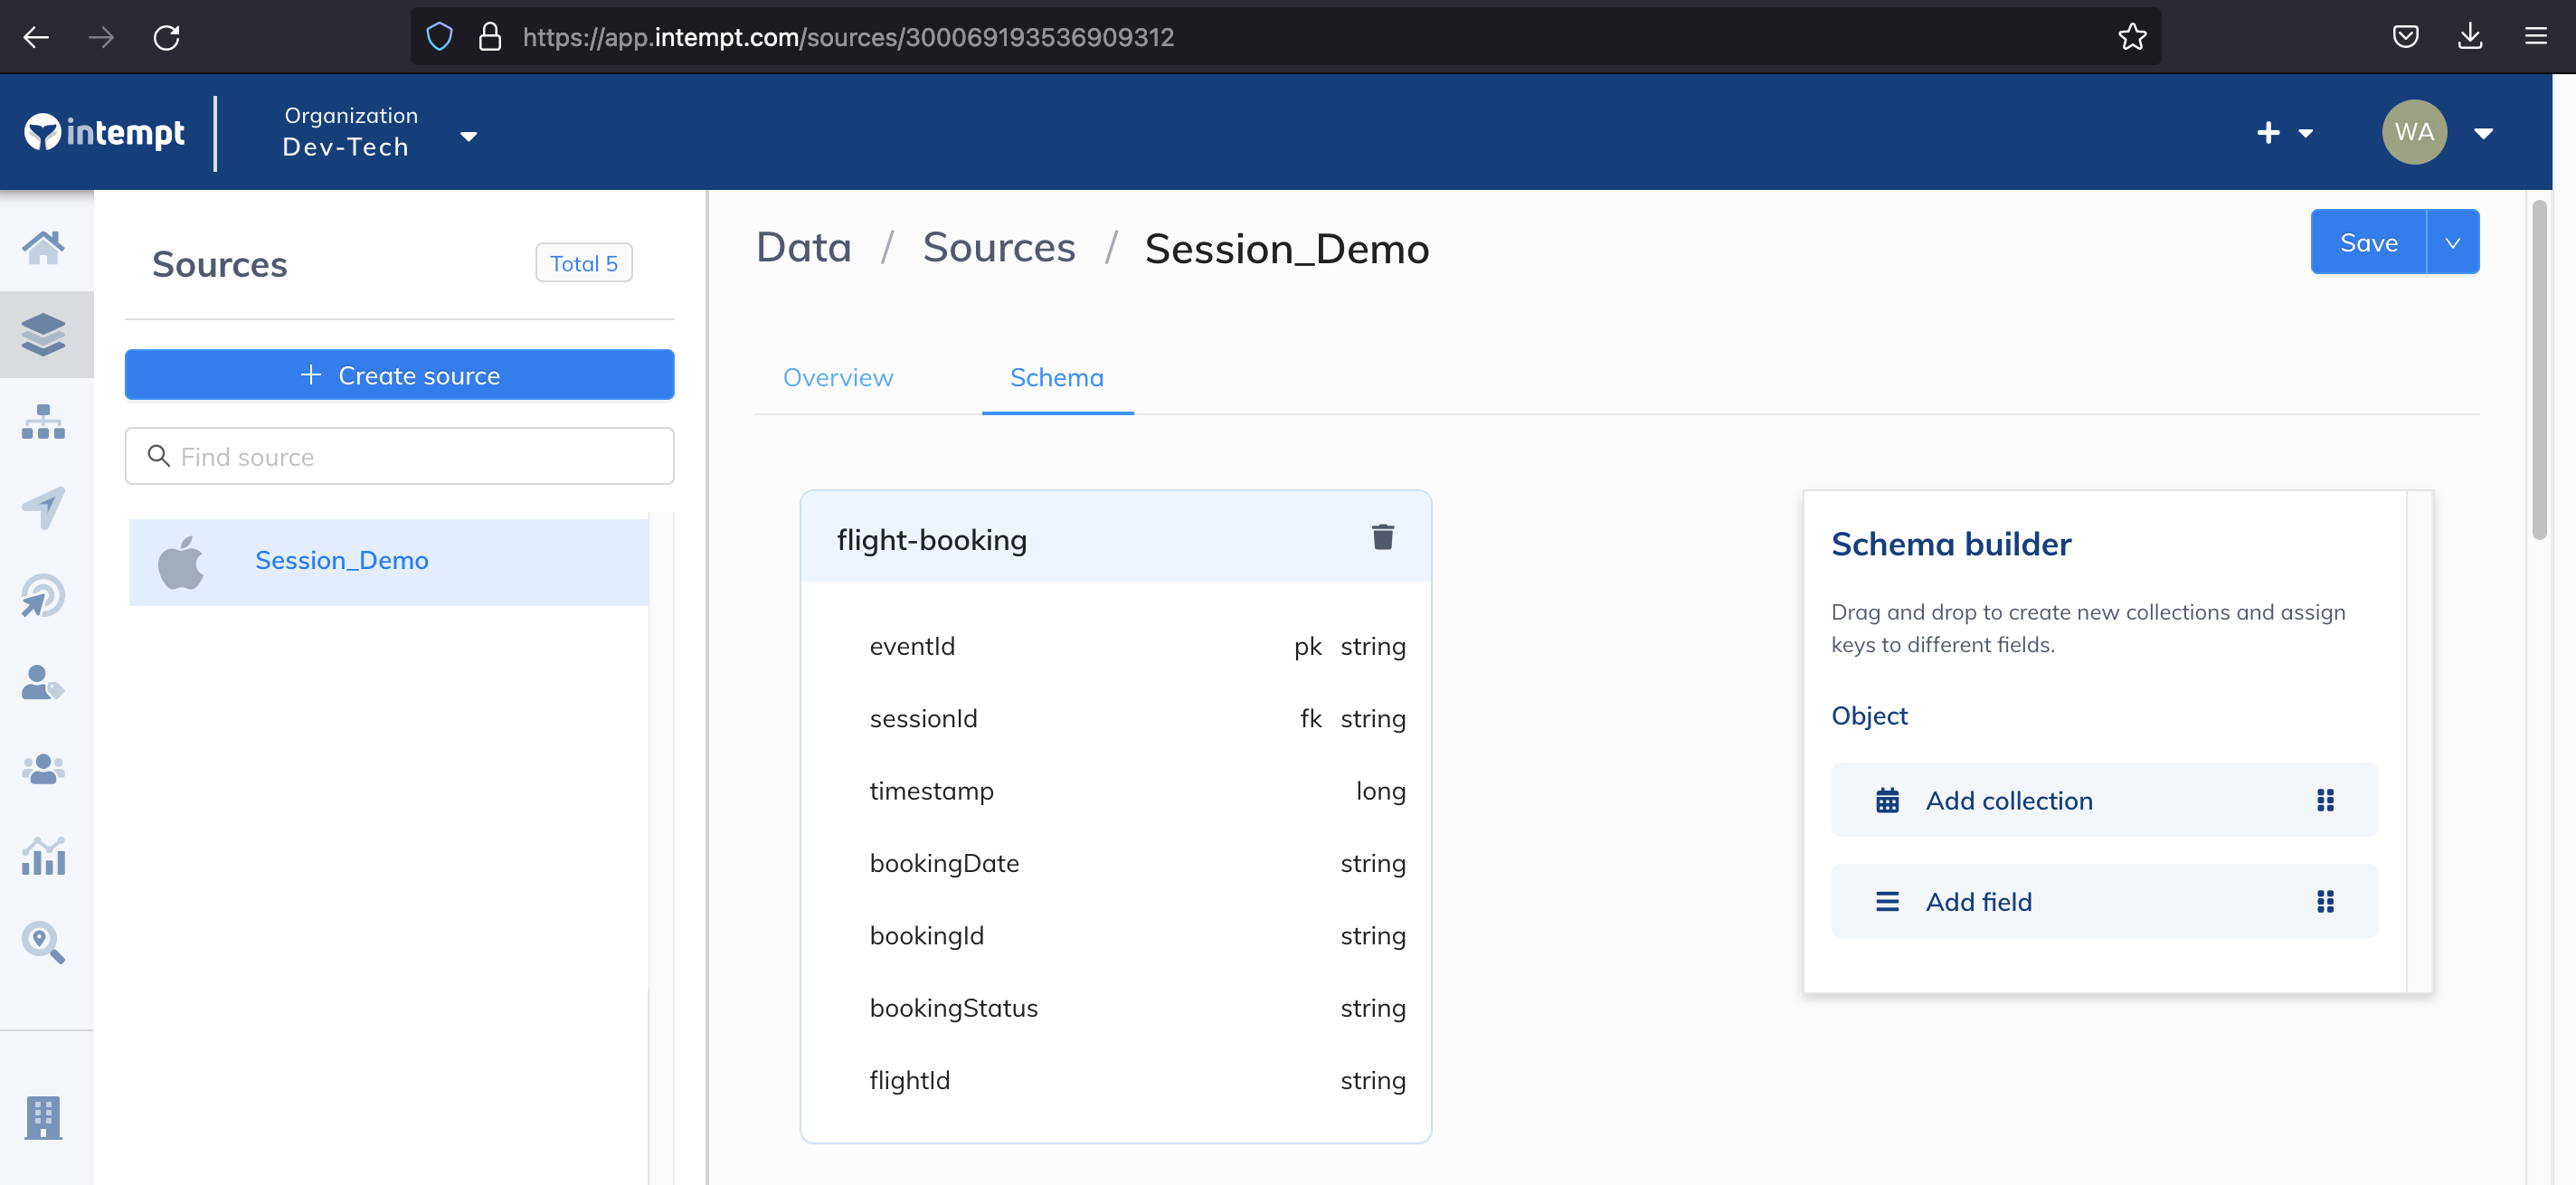 https://app.intempt.com/sources/300069193536909312
intempt
Organization
Dev-Tech
WA
Sources
Total 5
Create source
Find source
Session_Demo
Data / Sources / Session_Demo
Save
Overview
Schema
flight-booking
eventId pk string
sessionId fk string
timestamp long
bookingDate string
bookingId string
bookingStatus string
flightId string
Schema builder
Drag and drop to create new collections and assign
keys to different fields.
Object
Add collection
Add field